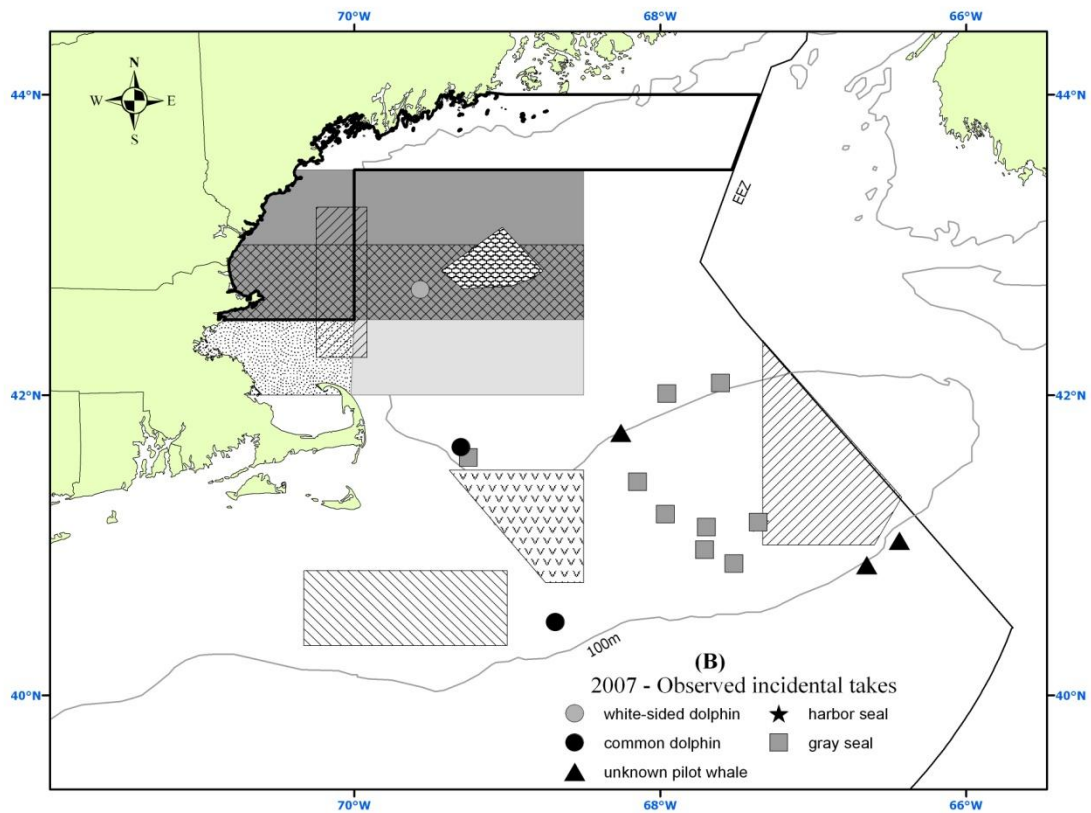 70°W 68°W 66°W
N
W E
S
44°N 44°N
EEZ
42°N 42°N
100m
40°N 40°N
(B)
2007 - Observed incidental takes
white-sided dolphin harbor seal
common dolphin gray seal
unknown pilot whale
70°W 68°W 66°W